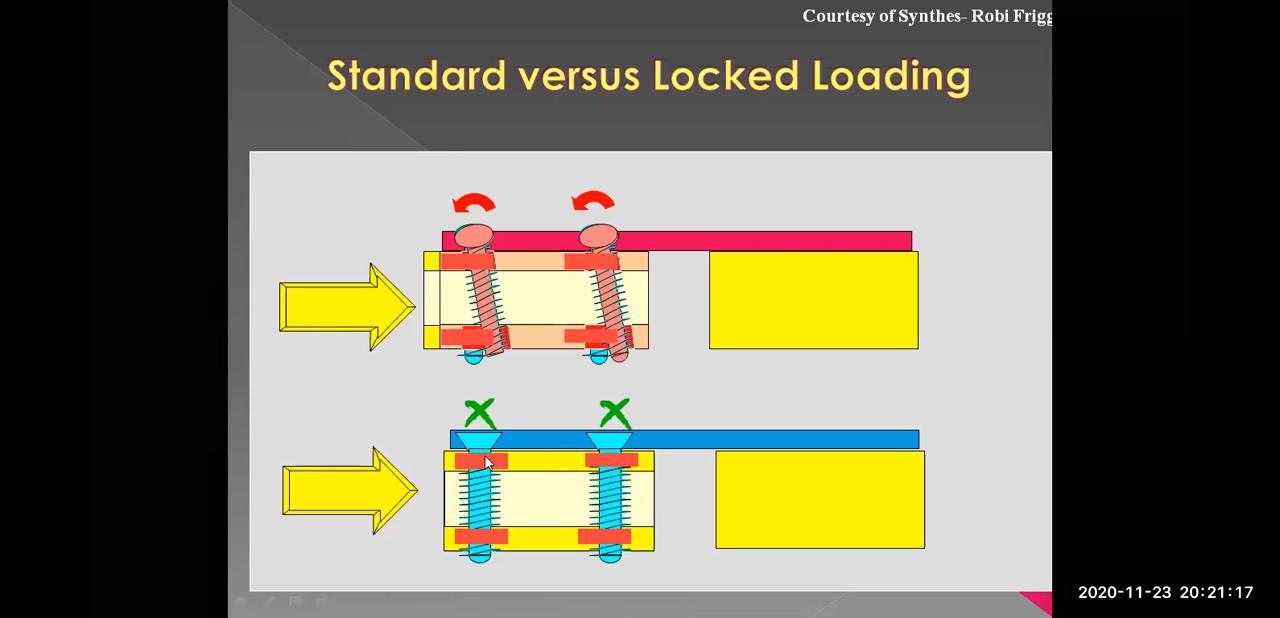 Courtesy of Synthes- Robi Frigg
Standard versus Locked Loading
2020-11-23 20:21:17